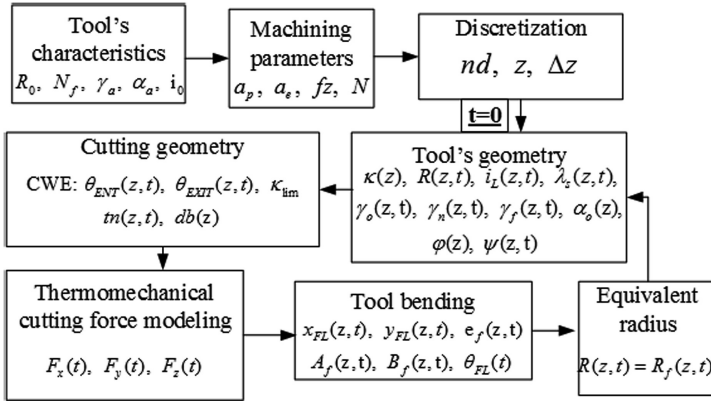 Tool's
characteristics
R₀, N_f, γₐ, αₐ, i₀
Machining
parameters
a_p, a_e, fz, N
Discretization
nd, z, Δz
t=0
Tool's geometry
κ(z), R(z,t), i_L(z,t), λ_s(z,t),
γ_o(z,t), γ_n(z,t), γ_f(z,t), α_o(z),
φ(z), ψ(z,t)
Cutting geometry
CWE: θ_ENT(z,t), θ_EXIT(z,t), κ_lim
tn(z,t), db(z)
Thermomechanical
cutting force modeling
F_x(t), F_y(t), F_z(t)
Tool bending
x_FL(z,t), y_FL(z,t), e_f(z,t)
A_f(z,t), B_f(z,t), θ_FL(t)
Equivalent
radius
R(z,t) = R_f(z,t)